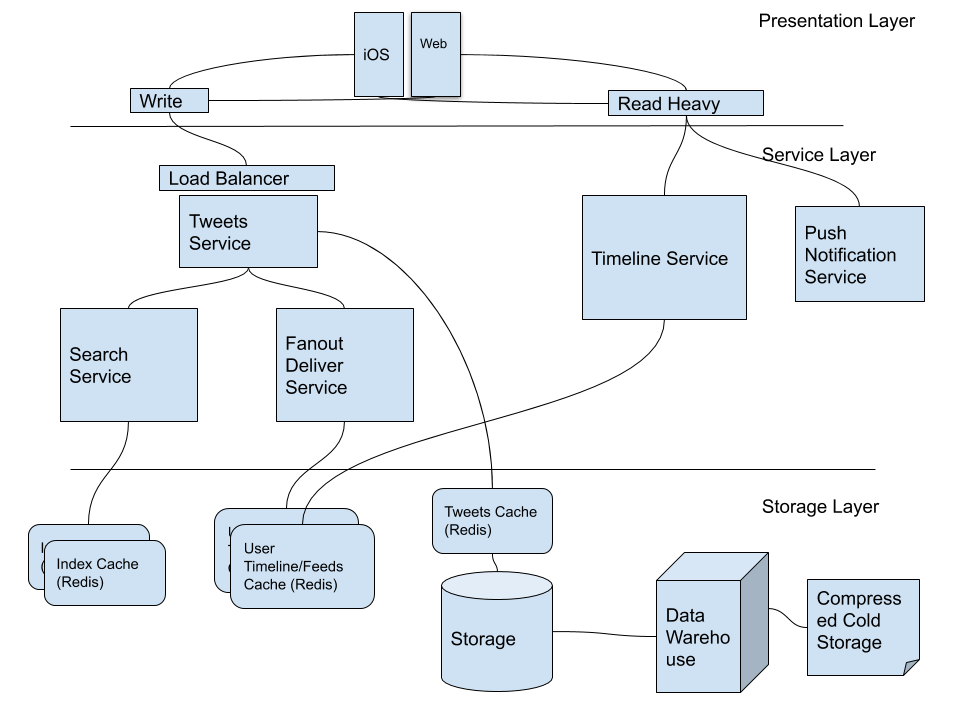 Presentation Layer
iOS
Web
Write
Read Heavy
Service Layer
Load Balancer
Tweets
Service
Timeline Service
Push
Notification
Service
Search
Service
Fanout
Deliver
Service
Storage Layer
Tweets Cache
(Redis)
Index Cache
(Redis)
User
Timeline/Feeds
Cache (Redis)
Storage
Data
Wareho
use
Compress
ed Cold
Storage